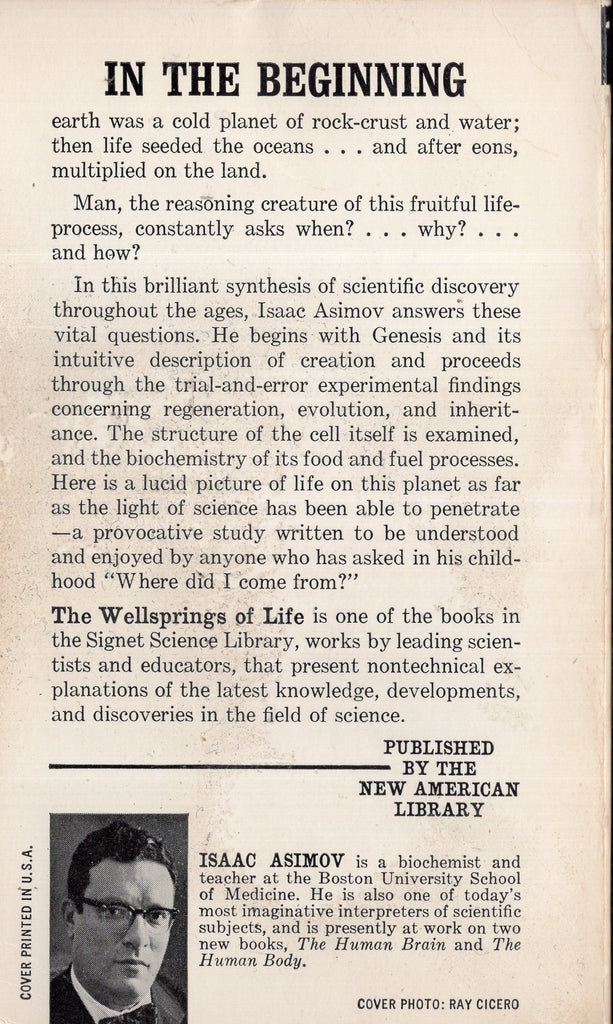 IN THE BEGINNING
earth was a cold planet of rock-crust and water;
then life seeded the oceans . . . and after eons,
multiplied on the land.
Man, the reasoning creature of this fruitful life-
process, constantly asks when? . . . why? . . .
and how?
In this brilliant synthesis of scientific discovery
throughout the ages, Isaac Asimov answers these
vital questions. He begins with Genesis and its
intuitive description of creation and proceeds
through the trial-and-error experimental findings
concerning regeneration, evolution, and inherit-
ance. The structure of the cell itself is examined,
and the biochemistry of its food and fuel processes.
Here is a lucid picture of life on this planet as far
as the light of science has been able to penetrate
—a provocative study written to be understood
and enjoyed by anyone who has asked in his child-
hood "Where did I come from?"
The Wellsprings of Life is one of the books in
the Signet Science Library, works by leading scien-
tists and educators, that present nontechnical ex-
planations of the latest knowledge, developments,
and discoveries in the field of science.
PUBLISHED
BY THE
NEW AMERICAN
LIBRARY
COVER PRINTED IN U.S.A.
ISAAC ASIMOV is a biochemist and
teacher at the Boston University School
of Medicine. He is also one of today's
most imaginative interpreters of scientific
subjects, and is presently at work on two
new books, The Human Brain and The
Human Body.
COVER PHOTO: RAY CICERO